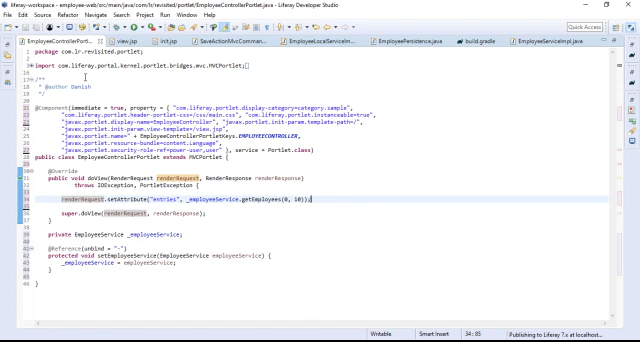 liferay-workspace - employee-web/src/main/java/com/lr/revisited/portlet/EmployeeControllerPortlet.java - Liferay Developer Studio
File Edit Source Refactor Navigate Search Project Run Window Help
Quick Access
EmployeeControllerPortlet... view.jsp init.jsp SaveActionMvcComman... EmployeeLocalServiceIm... EmployeePersistence.java build.gradle EmployeeServiceImpl.java
1 package com.lr.revisited.portlet;
2
3 import com.liferay.portal.kernel.portlet.bridges.mvc.MVCPortlet;
/**
* @author Danish
*/
@Component(immediate = true, property = { "com.liferay.portlet.display-category=category.sample",
"com.liferay.portlet.header-portlet-css=/css/main.css", "com.liferay.portlet.instanceable=true",
"javax.portlet.display-name=EmployeeController", "javax.portlet.init-param.template-path=/",
"javax.portlet.init-param.view-template=/view.jsp",
"javax.portlet.name=" + EmployeeControllerPortletKeys.EMPLOYEECONTROLLER,
"javax.portlet.resource-bundle=content.Language",
"javax.portlet.security-role-ref=power-user,user" }, service = Portlet.class)
public class EmployeeControllerPortlet extends MVCPortlet {
@Override
public void doView(RenderRequest renderRequest, RenderResponse renderResponse)
throws IOException, PortletException {
renderRequest.setAttribute("entries", _employeeService.getEmployees(0, 10));
super.doView(renderRequest, renderResponse);
}
private EmployeeService _employeeService;
@Reference(unbind = "-")
protected void setEmployeeService(EmployeeService employeeService) {
_employeeService = employeeService;
}
}
Writable Smart Insert 34 : 85 Publishing to Liferay 7.x at localhost...